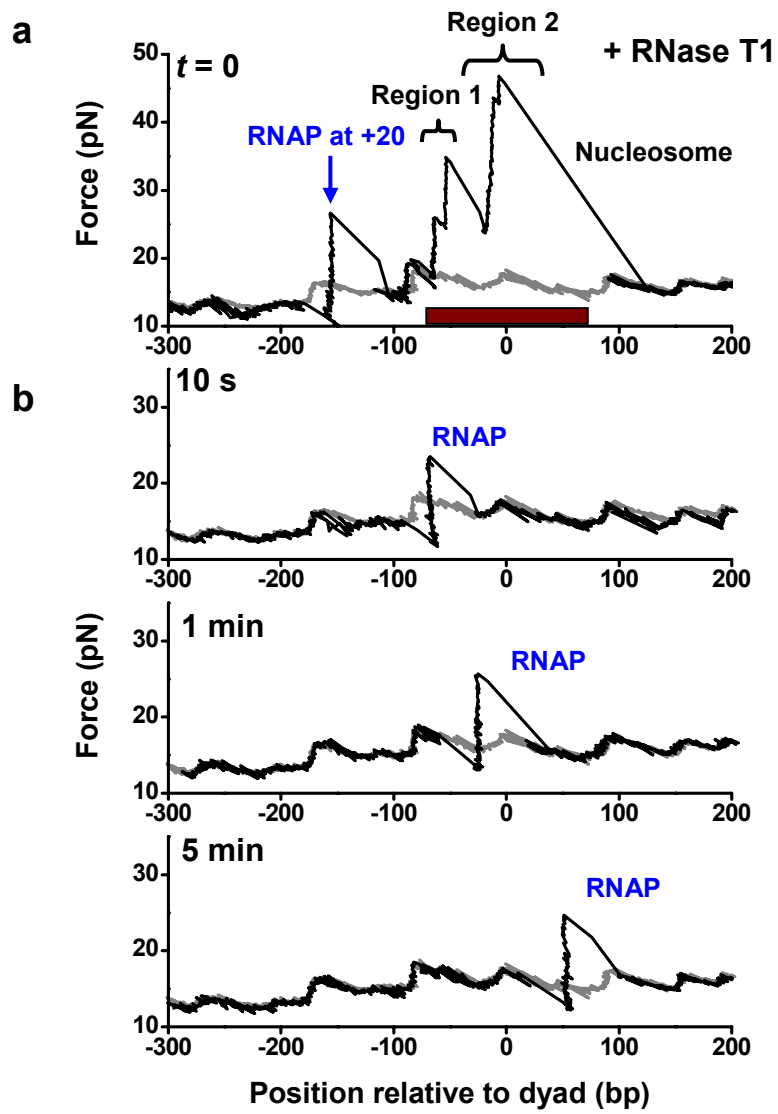 a
t = 0
Region 2
+ RNase T1
Region 1
RNAP at +20
Nucleosome
Force (pN)
50
40
30
20
10
-300 -200 -100 0 100 200
b
10 s
RNAP
30
20
10
-300 -200 -100 0 100 200
1 min
RNAP
Force (pN)
30
20
10
-300 -200 -100 0 100 200
5 min
RNAP
30
20
10
-300 -200 -100 0 100 200
Position relative to dyad (bp)